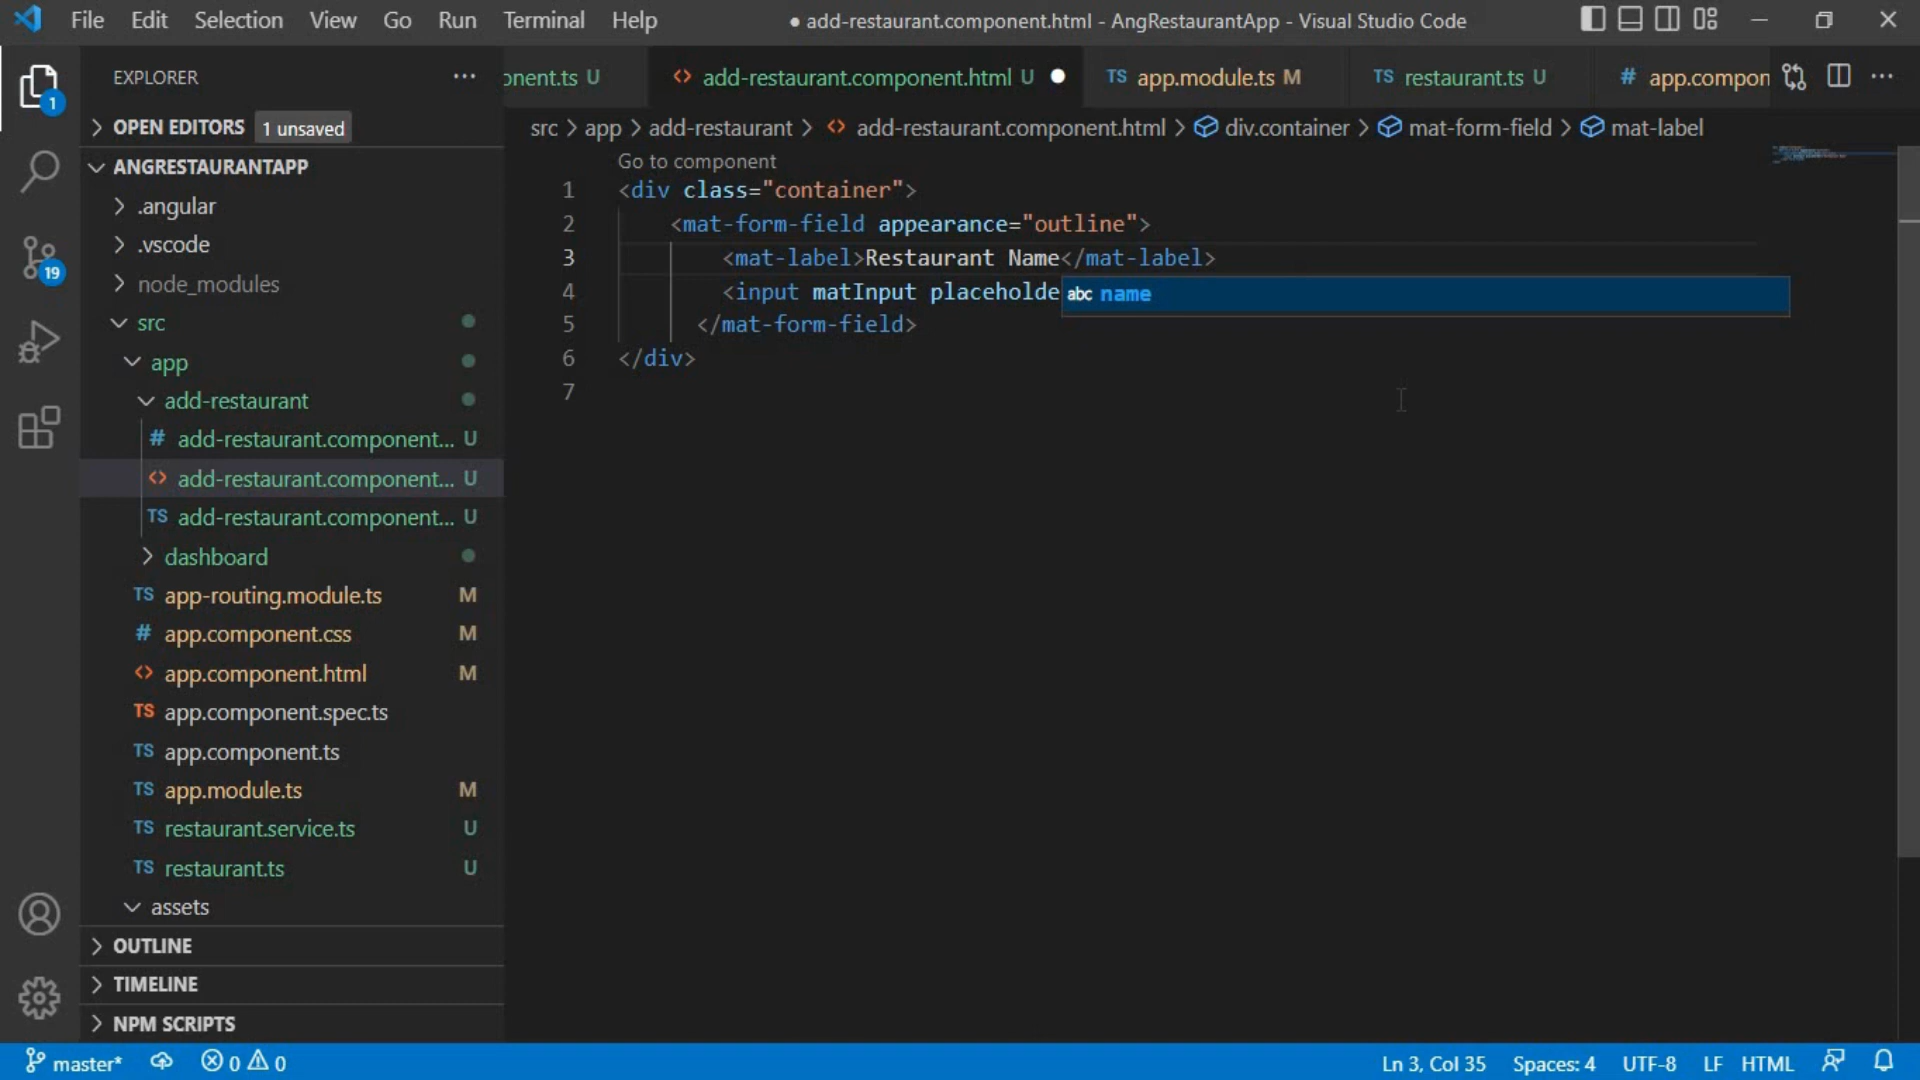 File Edit Selection View Go Run Terminal Help
● add-restaurant.component.html - AngRestaurantApp - Visual Studio Code
EXPLORER
onent.ts U
<> add-restaurant.component.html U
TS app.module.ts M
TS restaurant.ts U
# app.compon
1
OPEN EDITORS 1 unsaved
src > app > add-restaurant > <> add-restaurant.component.html > div.container > mat-form-field > mat-label
ANGRESTAURANTAPP
.angular
.vscode
19
node_modules
src
app
add-restaurant
# add-restaurant.component... U
<> add-restaurant.component... U
TS add-restaurant.component... U
dashboard
TS app-routing.module.ts M
# app.component.css M
<> app.component.html M
TS app.component.spec.ts
TS app.component.ts
TS app.module.ts M
TS restaurant.service.ts U
TS restaurant.ts U
assets
OUTLINE
TIMELINE
NPM SCRIPTS
Go to component
1 <div class="container">
2 <mat-form-field appearance="outline">
3 <mat-label>Restaurant Name</mat-label>
4 <input matInput placeholde
abc name
5 </mat-form-field>
6 </div>
7
master* 0 0
Ln 3, Col 35 Spaces: 4 UTF-8 LF HTML